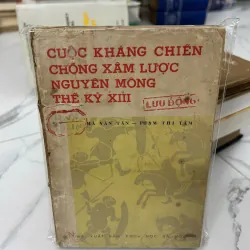 CUỘC KHÁNG CHIẾN
CHỐNG XÂM LƯỢC
NGUYÊN MÔNG
THẾ KỶ XIII
LƯU ĐỘNG
HÀ VĂN TẤN - PHẠM THỊ TÂM